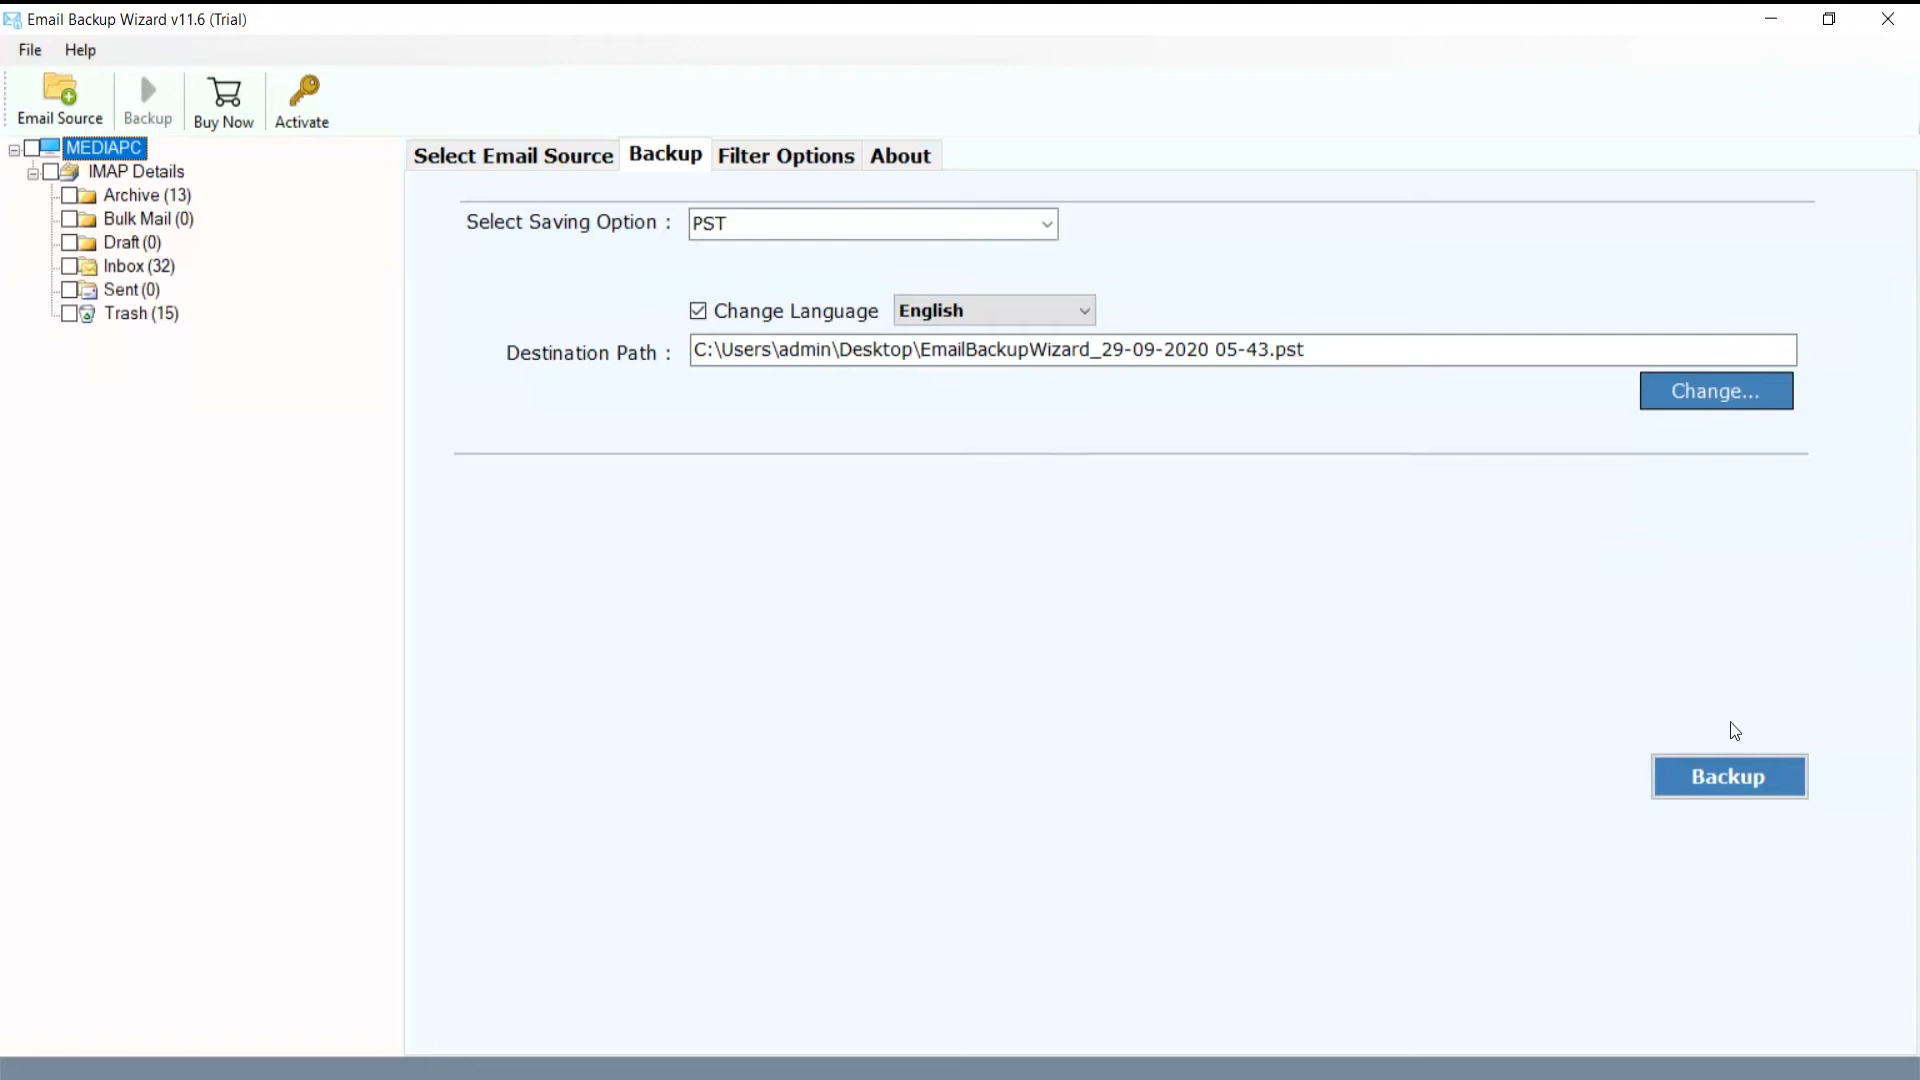 Email Backup Wizard v11.6 (Trial)
File Help
Email Source Backup Buy Now Activate
MEDIAPC
IMAP Details
Archive (13)
Bulk Mail (0)
Draft (0)
Inbox (32)
Sent (0)
Trash (15)
Select Email Source Backup Filter Options About
Select Saving Option : PST
Change Language English
Destination Path : C:\Users\admin\Desktop\EmailBackupWizard_29-09-2020 05-43.pst
Change...
Backup